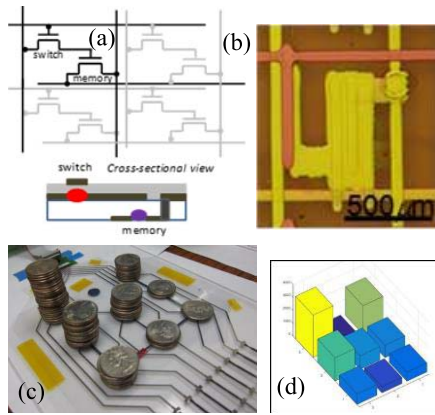 (a)
switch
memory
switch
Cross-sectional view
memory
(b)
500 µm
(c)
(d)